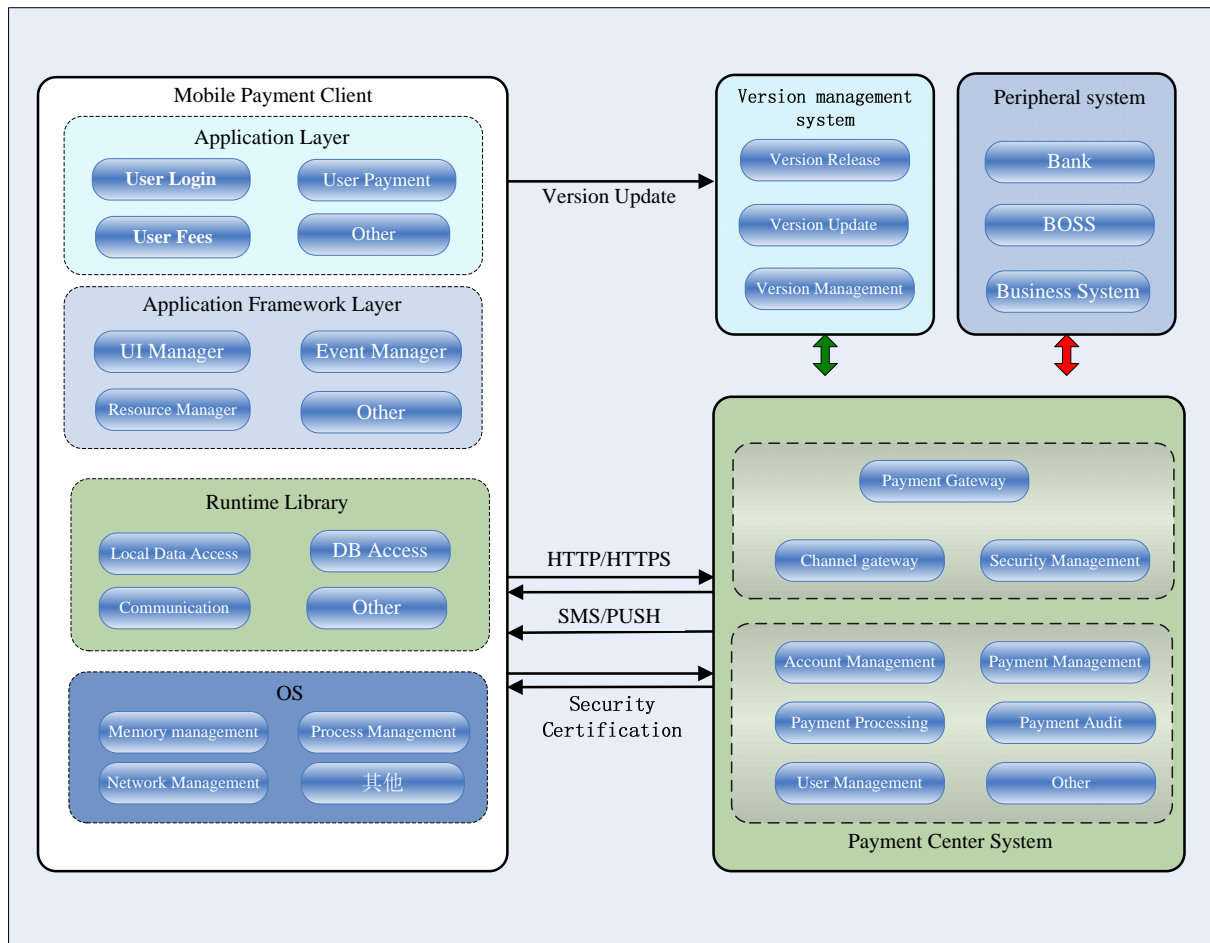 Mobile Payment Client
Application Layer
User Login
User Payment
User Fees
Other
Application Framework Layer
UI Manager
Event Manager
Resource Manager
Other
Runtime Library
Local Data Access
DB Access
Communication
Other
OS
Memory management
Process Management
Network Management
其他
Version Update
HTTP/HTTPS
SMS/PUSH
Security
Certification
Version management
system
Version Release
Version Update
Version Management
Peripheral system
Bank
BOSS
Business System
Payment Gateway
Channel gateway
Security Management
Account Management
Payment Management
Payment Processing
Payment Audit
User Management
Other
Payment Center System